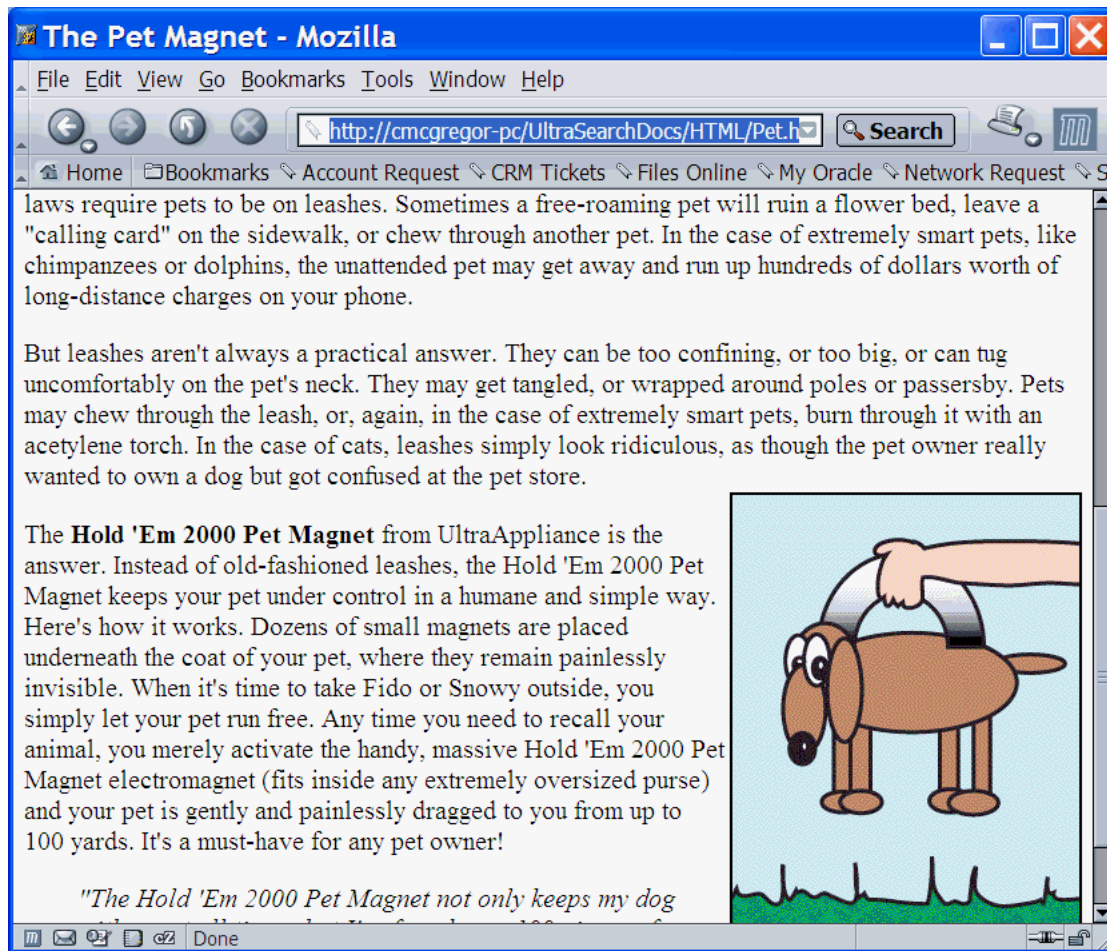 The Pet Magnet - Mozilla
File Edit View Go Bookmarks Tools Window Help
http://cmcgregor-pc/UltraSearchDocs/HTML/Pet.h
Search
Home Bookmarks Account Request CRM Tickets Files Online My Oracle Network Request S
laws require pets to be on leashes. Sometimes a free-roaming pet will ruin a flower bed, leave a
"calling card" on the sidewalk, or chew through another pet. In the case of extremely smart pets, like
chimpanzees or dolphins, the unattended pet may get away and run up hundreds of dollars worth of
long-distance charges on your phone.
But leashes aren't always a practical answer. They can be too confining, or too big, or can tug
uncomfortably on the pet's neck. They may get tangled, or wrapped around poles or passersby. Pets
may chew through the leash, or, again, in the case of extremely smart pets, burn through it with an
acetylene torch. In the case of cats, leashes simply look ridiculous, as though the pet owner really
wanted to own a dog but got confused at the pet store.
The Hold 'Em 2000 Pet Magnet from UltraAppliance is the
answer. Instead of old-fashioned leashes, the Hold 'Em 2000 Pet
Magnet keeps your pet under control in a humane and simple way.
Here's how it works. Dozens of small magnets are placed
underneath the coat of your pet, where they remain painlessly
invisible. When it's time to take Fido or Snowy outside, you
simply let your pet run free. Any time you need to recall your
animal, you merely activate the handy, massive Hold 'Em 2000 Pet
Magnet electromagnet (fits inside any extremely oversized purse)
and your pet is gently and painlessly dragged to you from up to
100 yards. It's a must-have for any pet owner!
"The Hold 'Em 2000 Pet Magnet not only keeps my dog
Done